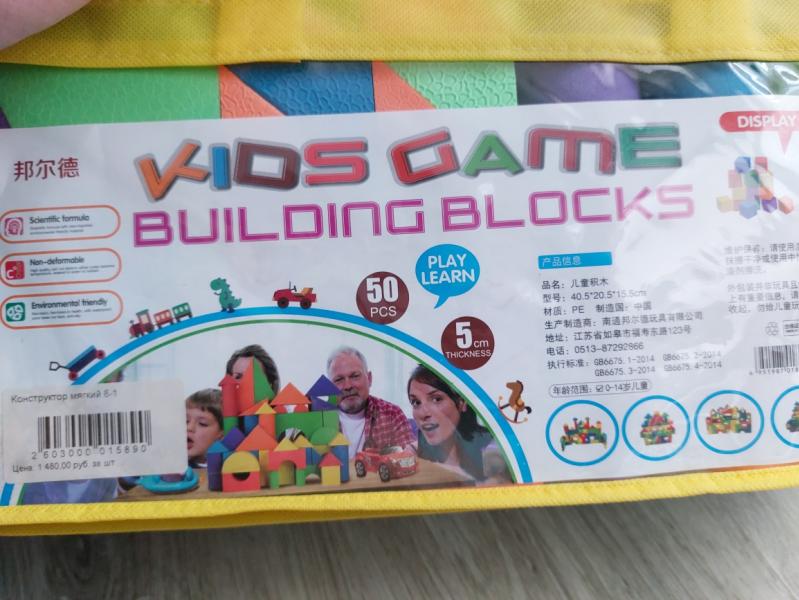 邦尔德
KIDS GAME
BUILDING BLOCKS
DISPLAY
Scientific formula
Non-deformable
Environmental friendly
50
PCS
PLAY
LEARN
5cm
THICKNESS
产品信息
品名：儿童积木
型号：40.5*20.5*15.5cm
材质：PE 制造国：中国
生产制造商：南通邦尔德玩具有限公司
地址：江苏省如皋市福寿东路123号
电话：0513-87292966
执行标准：GB6675.1-2014 GB6675.2-2014
GB6675.3-2014 GB6675.4-2014
年龄范围：☑0-14岁儿童
Конструктор мягкий 6-1
2603000015890
Цена: 1 480,00 руб. за шт